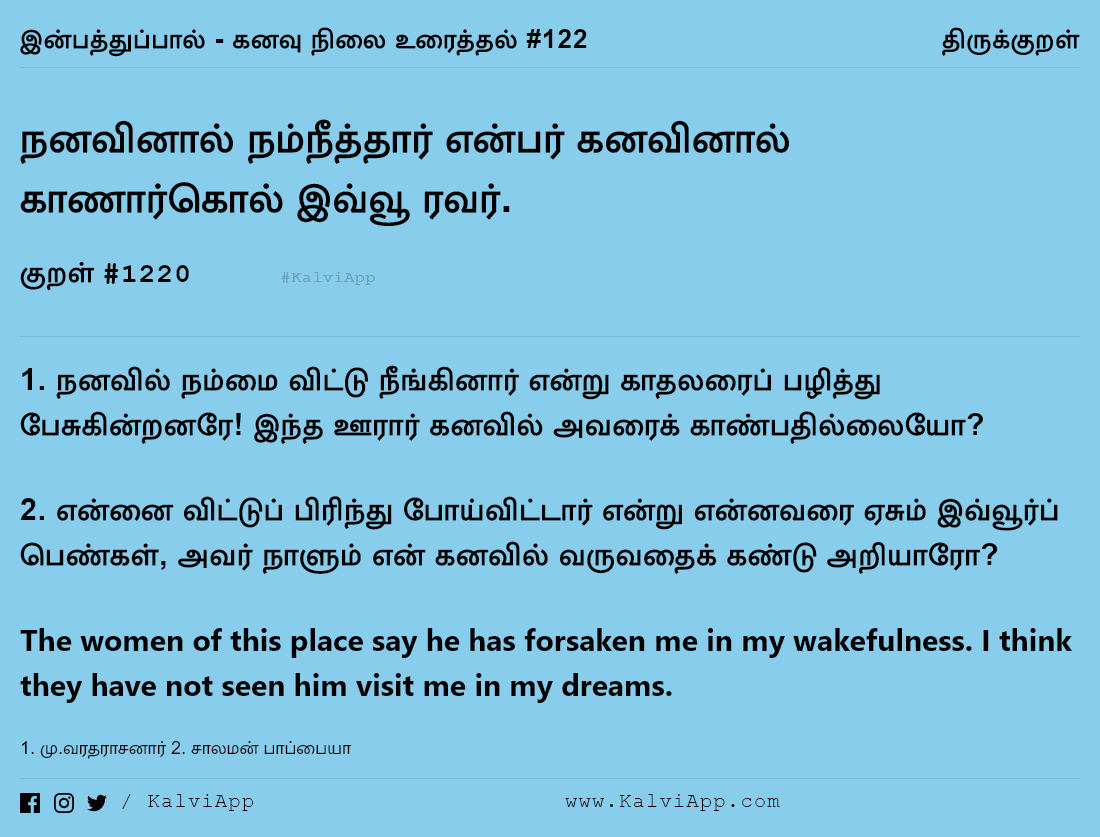 இன்பத்துப்பால் - கனவு நிலை உரைத்தல் #122
திருக்குறள்
நனவினால் நம்நீத்தார் என்பர் கனவினால்
காணார்கொல் இவ்வூ ரவர்.
குறள் #1220
#KalviApp
1. நனவில் நம்மை விட்டு நீங்கினார் என்று காதலரைப் பழித்து
பேசுகின்றனரே! இந்த ஊரார் கனவில் அவரைக் காண்பதில்லையோ?
2. என்னை விட்டுப் பிரிந்து போய்விட்டார் என்று என்னவரை ஏசும் இவ்வூர்ப்
பெண்கள், அவர் நாளும் என் கனவில் வருவதைக் கண்டு அறியாரோ?
The women of this place say he has forsaken me in my wakefulness. I think
they have not seen him visit me in my dreams.
1. மு.வரதராசனார் 2. சாலமன் பாப்பையா
/ KalviApp
www.KalviApp.com